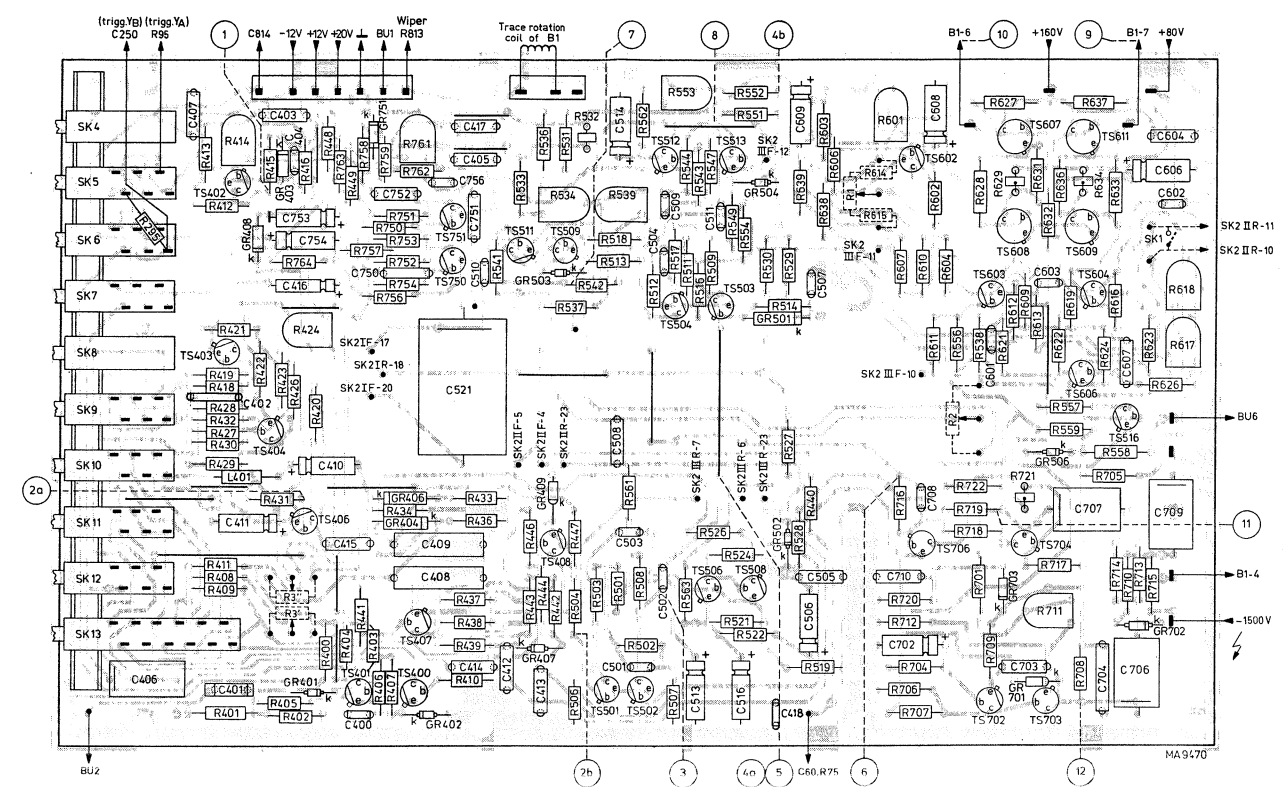 (trigg.YB) (trigg.YA)
C250 R95
1
C814 -12V +12V +20V ⊥ BU1 Wiper R813
Trace rotation
coil of B1
7
8
4b
B1-6
10
+160V
9
B1-7
+80V
SK4
C407
R413
R414
C403
R415
C404
GR403
R416
R448
R763
R449
R758
GR751
R759
R761
R762
C417
C405
C756
R536
R531
R532
C514
R562
R533
R553
R552
R551
TS512
R544
R543
R547
TS513
SK2
IIIF-12
GR504
C609
R603
R606
R639
R638
R601
C608
TS602
R614
R1
R615
R602
R627
R637
TS607
TS611
C604
C606
C602
R628
R629
R631
R636
R634
R633
R632
TS608
TS609
SK5
TS402
R412
R295
SK6
GR408
k
C753
C754
R764
C416
C752
R751
R750
R753
R757
R752
C750
R754
R756
TS751
C751
TS750
C510
R541
TS511
TS509
GR503
R534
R539
R518
R513
R542
R537
C509
C504
R517
R512
R511
R516
R509
C511
R549
R554
TS504
TS503
R530
R529
C507
R514
GR501
k
SK2
IIIF-11
R607
R610
R604
SK1
SK2 IIR-11
SK2 IIR-10
TS603
C603
TS604
R612
R609
R613
R619
R616
R618
SK7
SK8
R421
TS403
R424
R419
R418
C402
R422
R423
R426
R420
SK2IF-17
SK2IR-18
SK2IF-20
C521
SK2 IIIF-10
R611
R556
R538
C601
R621
R622
R624
C607
R623
R617
TS606
R626
SK9
R428
R432
R427
R430
TS404
R2
R557
R559
TS516
BU6
SK10
R429
L401
C410
SK2IIF-5
SK2IIF-4
SK2IIR-23
C508
SK2 IIIR-7
SK2 IIIR-6
SK2IIIR-23
R527
GR506
R558
R705
2a
R431
TS406
C411
C415
SK11
GR406
R434
GR404
R433
R436
GR409
k
R561
R440
R716
C708
R722
R719
R718
R721
C707
C709
11
C409
C408
R446
TS408
R447
C503
R526
R524
GR502
R528
TS706
TS704
R717
SK12
R411
R408
R409
R3
R3
R437
R443
R444
R442
R504
R503
R501
R508
C502
R563
TS506
TS508
C505
C710
R701
GR703
R714
R710
R713
R715
B1-4
SK13
R400
R404
R441
R403
TS407
R438
R439
GR407
R521
R522
C506
R720
R712
R711
GR702
-1500V
C406
C401
GR401
TS401
R406
R407
TS400
C414
R410
C412
C413
R502
C501
R519
C702
R704
R709
C703
R708
C704
C706
R401
R405
R402
C400
GR402
R506
TS501
TS502
R507
C513
C516
C418
R706
R707
GR701
TS702
TS703
MA9470
BU2
2b
3
4a
5
C60.R75
6
12